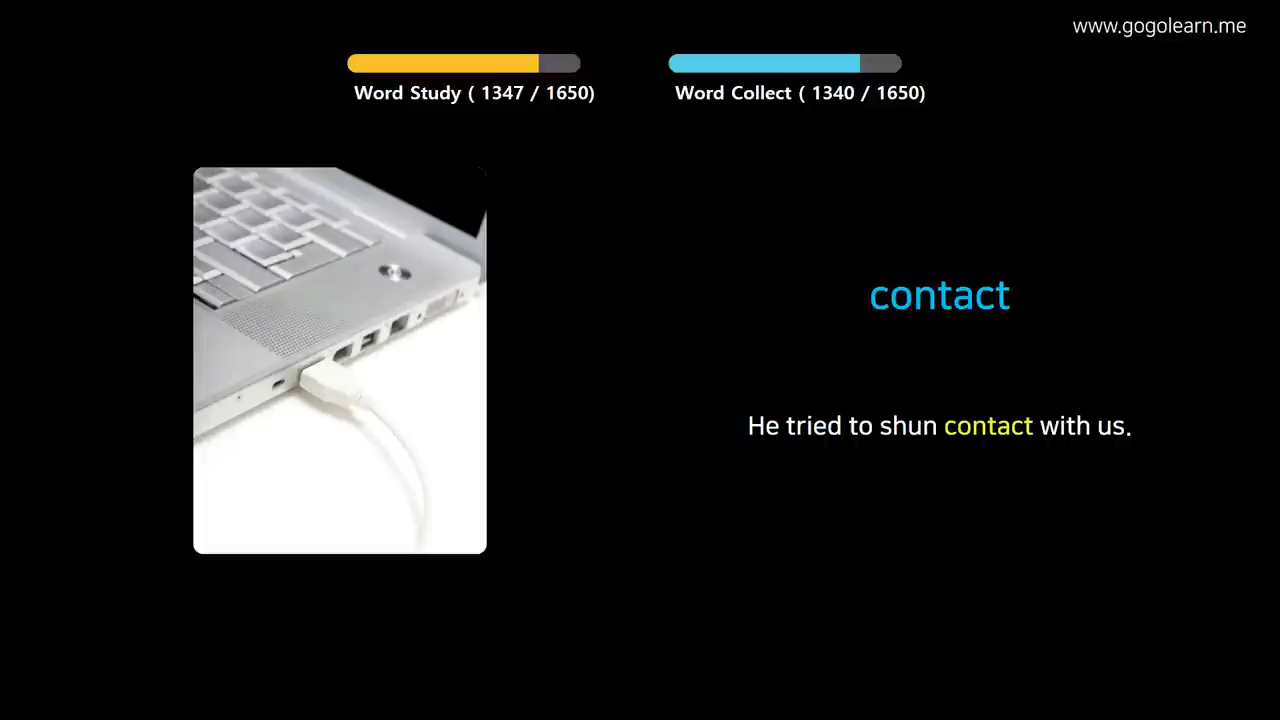 www.gogolearn.me
Word Study ( 1347 / 1650)
Word Collect ( 1340 / 1650)
contact
He tried to shun contact with us.